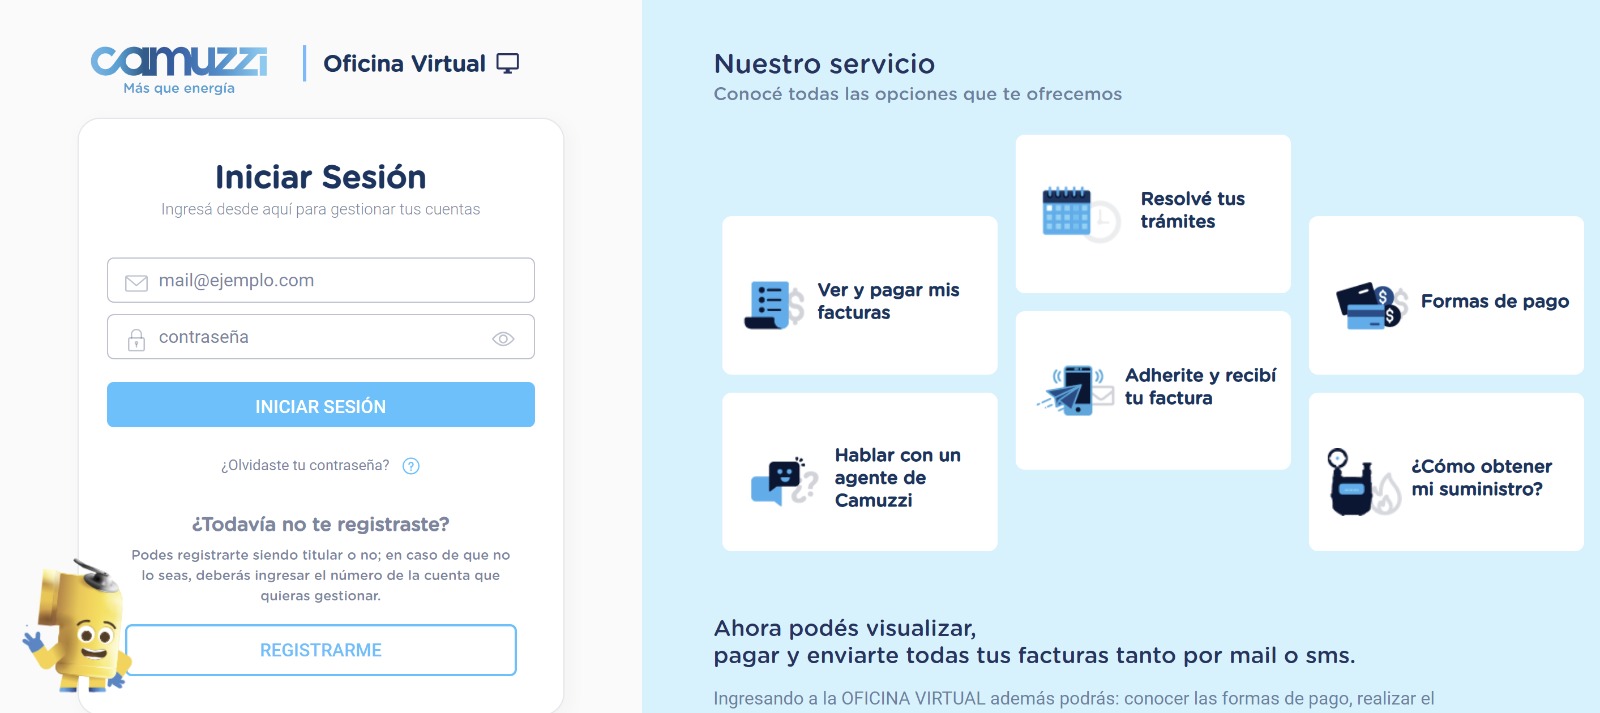 camuzzi
Más que energía
Oficina Virtual
Iniciar Sesión
Ingresá desde aquí para gestionar tus cuentas
mail@ejemplo.com
contraseña
INICIAR SESIÓN
¿Olvidaste tu contraseña? ?
¿Todavía no te registraste?
Podes registrarte siendo titular o no; en caso de que no
lo seas, deberás ingresar el número de la cuenta que
quieras gestionar.
REGISTRARME
Nuestro servicio
Conocé todas las opciones que te ofrecemos
Ver y pagar mis
facturas
Resolvé tus
trámites
Formas de pago
Hablar con un
agente de
Camuzzi
Adherite y recibí
tu factura
¿Cómo obtener
mi suministro?
Ahora podés visualizar,
pagar y enviarte todas tus facturas tanto por mail o sms.
Ingresando a la OFICINA VIRTUAL además podrás: conocer las formas de pago, realizar el